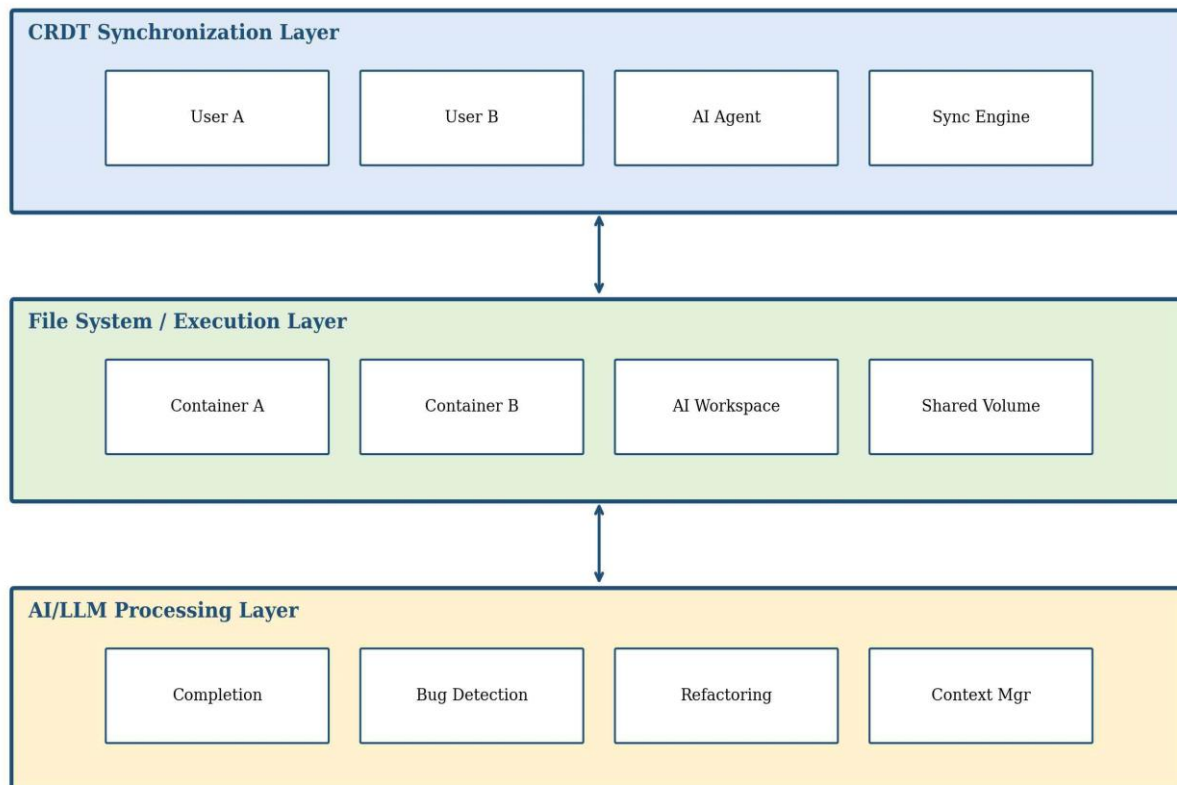 CRDT Synchronization Layer
User A
User B
AI Agent
Sync Engine
File System / Execution Layer
Container A
Container B
AI Workspace
Shared Volume
AI/LLM Processing Layer
Completion
Bug Detection
Refactoring
Context Mgr